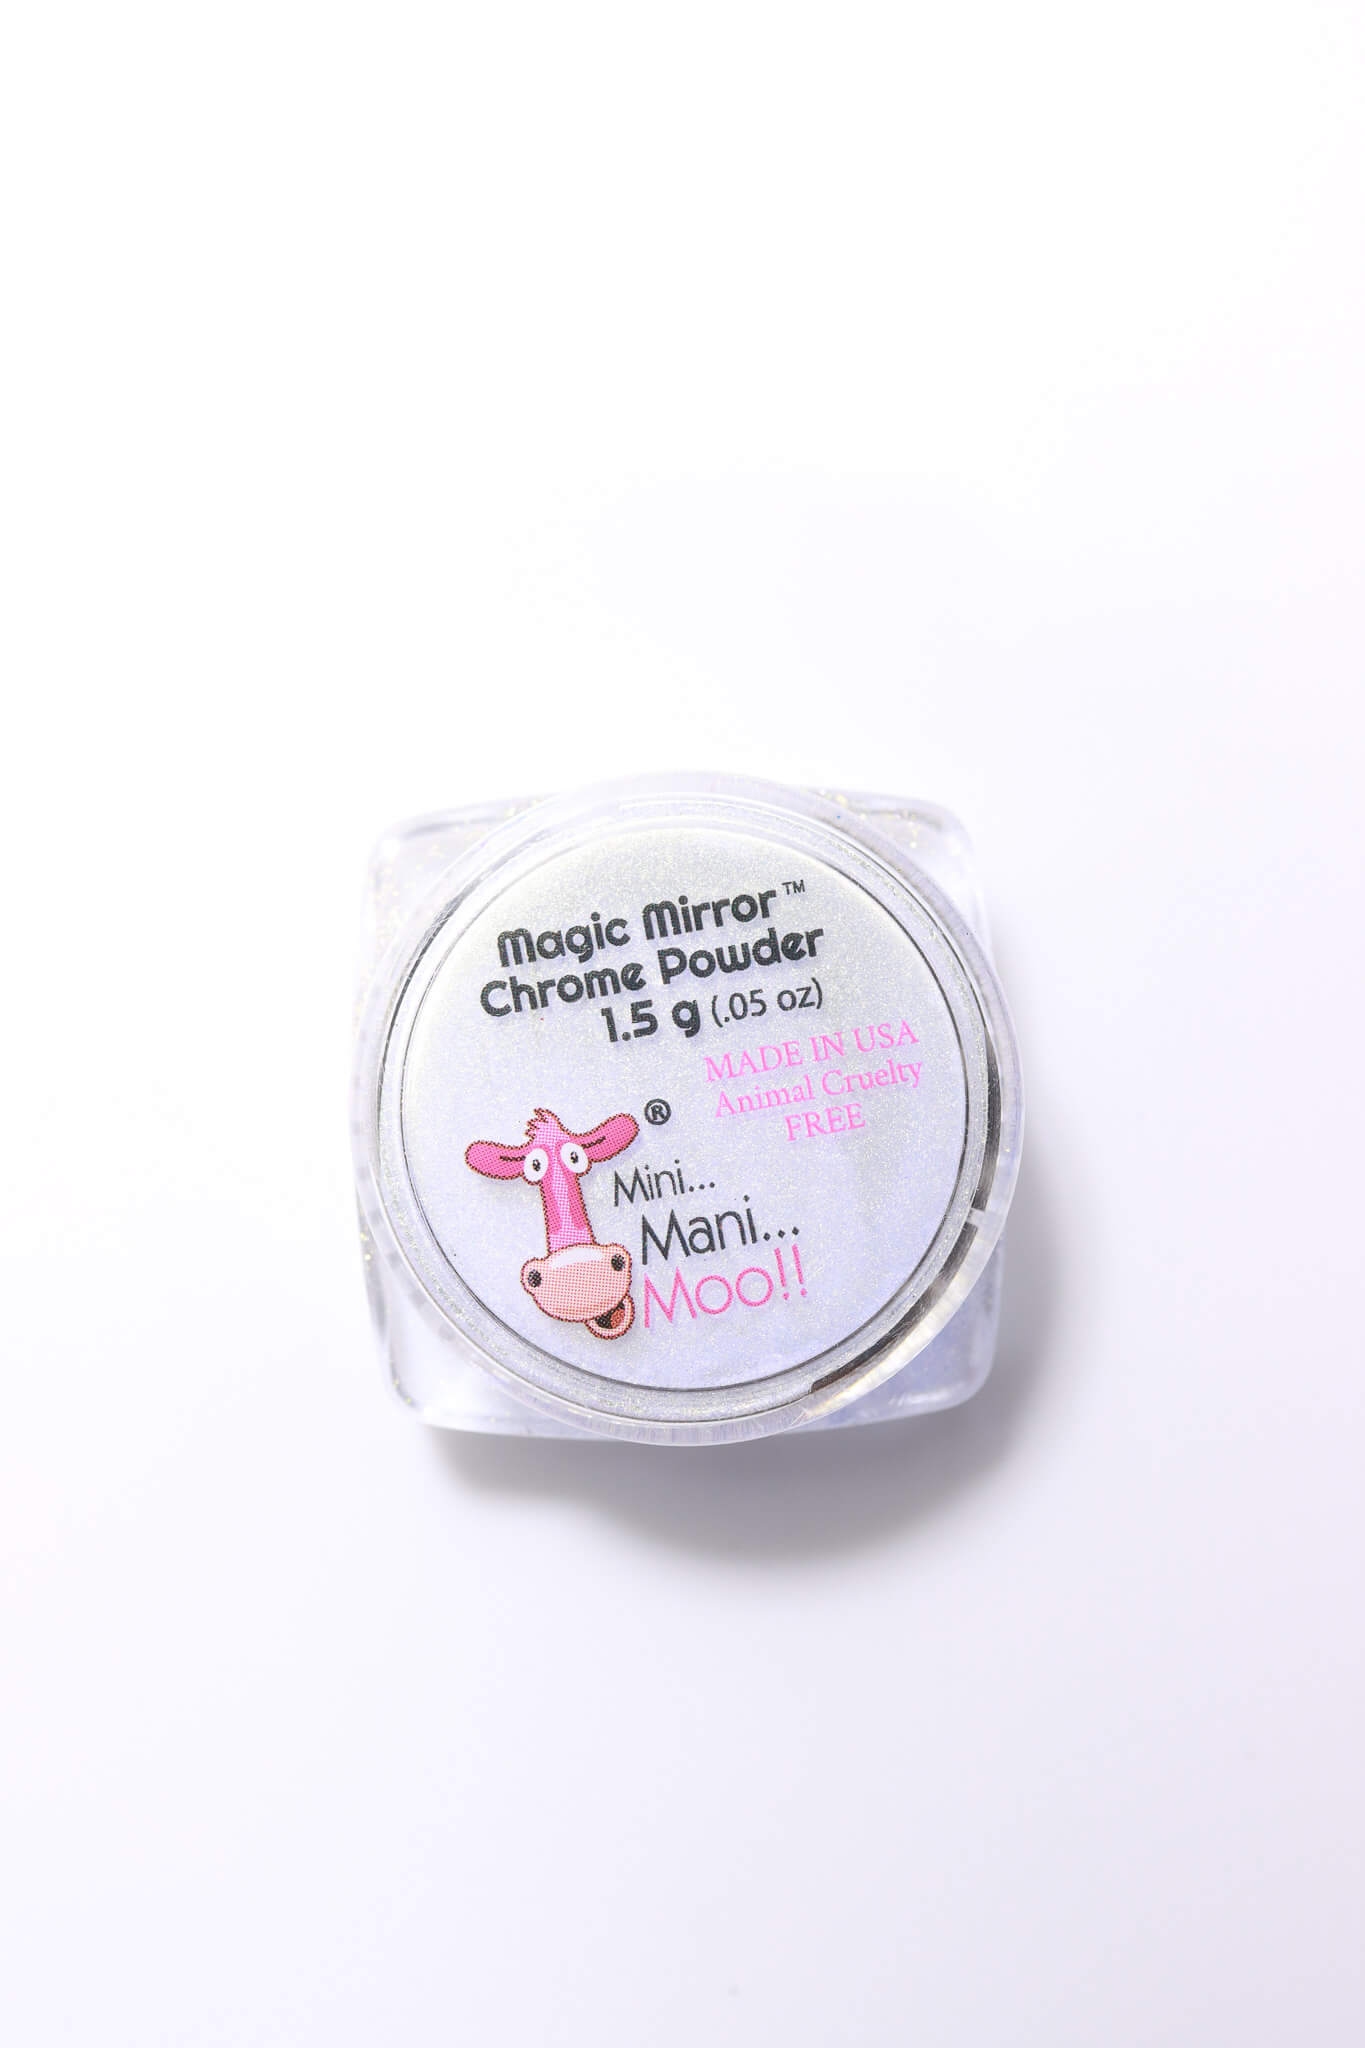 Magic Mirror™
Chrome Powder
1.5 g (.05 oz)
MADE IN USA
Animal Cruelty
FREE
®
Mini...
Mani...
Moo!!